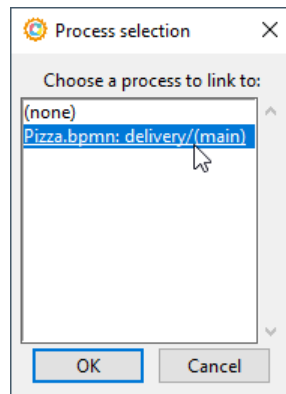 Process selection
Choose a process to link to:
(none)
Pizza.bpmn: delivery/(main)
OK
Cancel